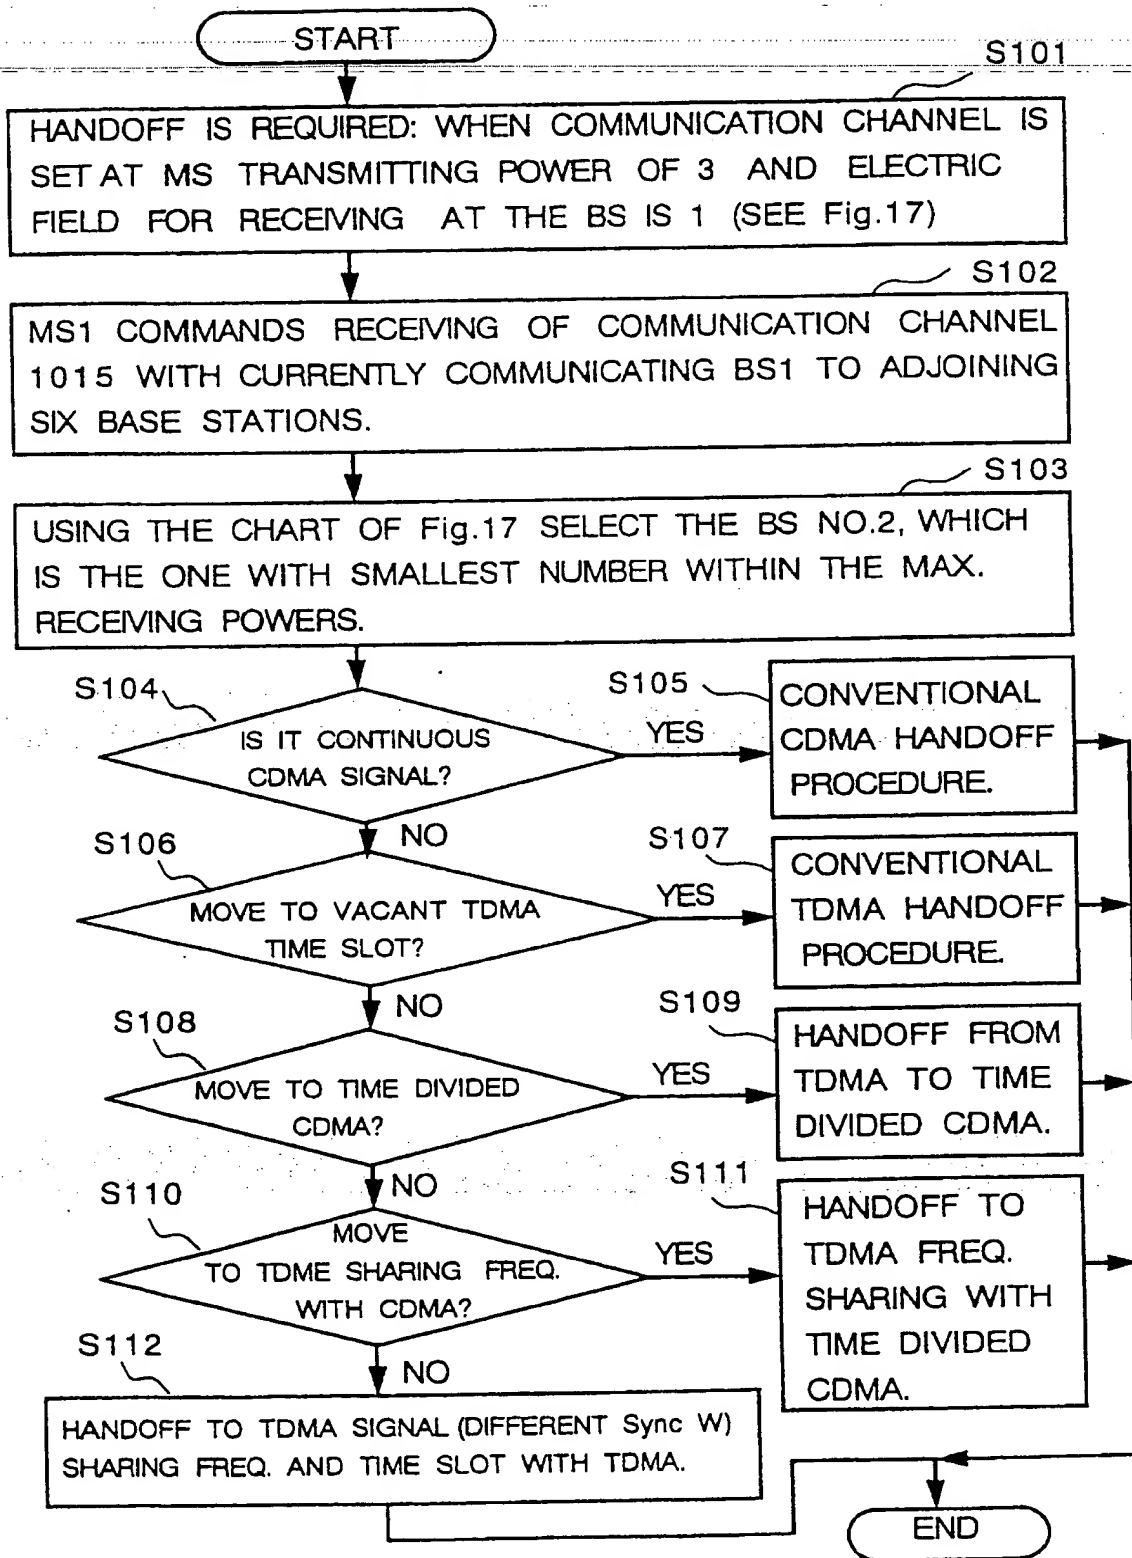 START
S101
HANDOFF IS REQUIRED: WHEN COMMUNICATION CHANNEL IS
SET AT MS TRANSMITTING POWER OF 3 AND ELECTRIC
FIELD FOR RECEIVING AT THE BS IS 1 (SEE Fig.17)
S102
MS1 COMMANDS RECEIVING OF COMMUNICATION CHANNEL
1015 WITH CURRENTLY COMMUNICATING BS1 TO ADJOINING
SIX BASE STATIONS.
S103
USING THE CHART OF Fig.17 SELECT THE BS NO.2, WHICH
IS THE ONE WITH SMALLEST NUMBER WITHIN THE MAX.
RECEIVING POWERS.
S104
IS IT CONTINUOUS
CDMA SIGNAL?
YES
S105
CONVENTIONAL
CDMA HANDOFF
PROCEDURE.
NO
S106
MOVE TO VACANT TDMA
TIME SLOT?
YES
S107
CONVENTIONAL
TDMA HANDOFF
PROCEDURE.
NO
S108
MOVE TO TIME DIVIDED
CDMA?
YES
S109
HANDOFF FROM
TDMA TO TIME
DIVIDED CDMA.
NO
S110
MOVE
TO TDME SHARING FREQ.
WITH CDMA?
YES
S111
HANDOFF TO
TDMA FREQ.
SHARING WITH
TIME DIVIDED
CDMA.
NO
S112
HANDOFF TO TDMA SIGNAL (DIFFERENT Sync W)
SHARING FREQ. AND TIME SLOT WITH TDMA.
END